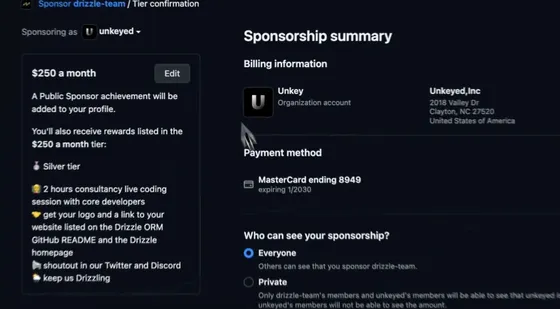 Sponsor drizzle-team / Tier confirmation
Sponsoring as U unkeyed
$250 a month
Edit
A Public Sponsor achievement will be
added to your profile.
You'll also receive rewards listed in the
$250 a month tier:
Silver tier
2 hours consultancy live coding
session with core developers
get your logo and a link to your
website listed on the Drizzle ORM
GitHub README and the Drizzle
homepage
shoutout in our Twitter and Discord
keep us Drizzling
Sponsorship summary
Billing information
U
Unkey
Organization account
Unkeyed,Inc
2018 Valley Dr
Clayton, NC 27520
United States of America
Payment method
MasterCard ending 8949
expiring 1/2030
Who can see your sponsorship?
Everyone
Others can see that you sponsor drizzle-team.
Private
Only drizzle-team's members and unkeyed's members will be able to see that unkeyed
unkeyed's members will not be able to see the amount.